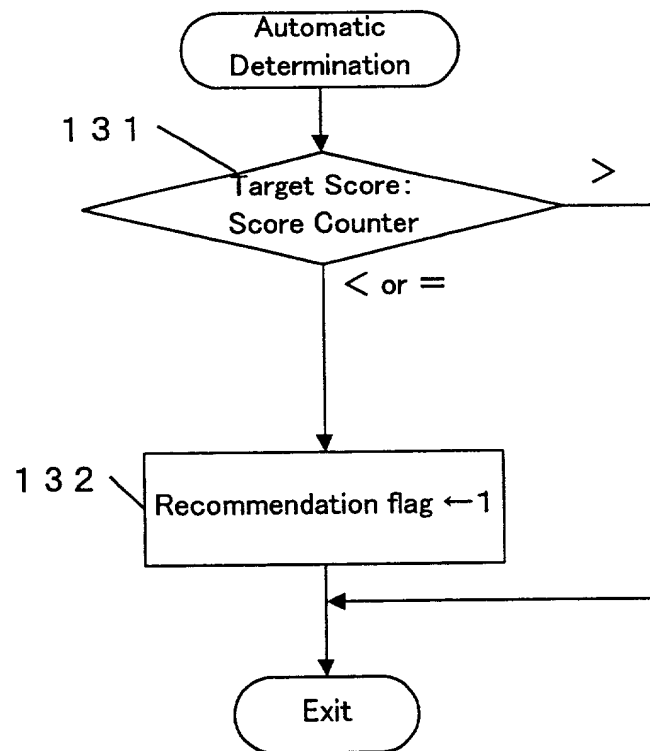 Automatic
Determination
131
Target Score:
Score Counter
>
< or =
132
Recommendation flag ←1
Exit